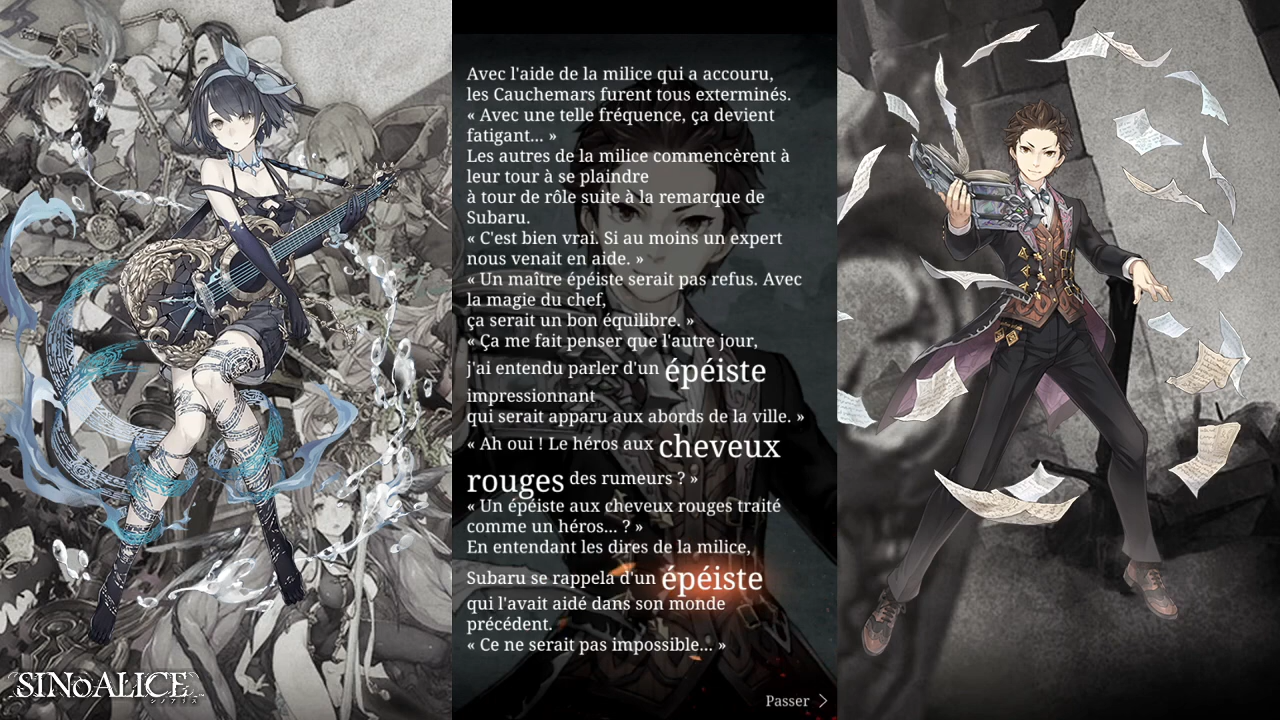 Avec l'aide de la milice qui a accouru,
les Cauchemars furent tous exterminés.
« Avec une telle fréquence, ça devient
fatigant... »
Les autres de la milice commencèrent à
leur tour à se plaindre
à tour de rôle suite à la remarque de
Subaru.
« C'est bien vrai. Si au moins un expert
nous venait en aide. »
« Un maître épéiste serait pas refus. Avec
la magie du chef,
ça serait un bon équilibre. »
« Ça me fait penser que l'autre jour,
j'ai entendu parler d'un épéiste
impressionnant
qui serait apparu aux abords de la ville. »
« Ah oui ! Le héros aux cheveux
rouges des rumeurs ? »
« Un épéiste aux cheveux rouges traité
comme un héros... ? »
En entendant les dires de la milice,
Subaru se rappela d'un épéiste
qui l'avait aidé dans son monde
précédent.
« Ce ne serait pas impossible... »
Passer
SINoALICE
シノアリス